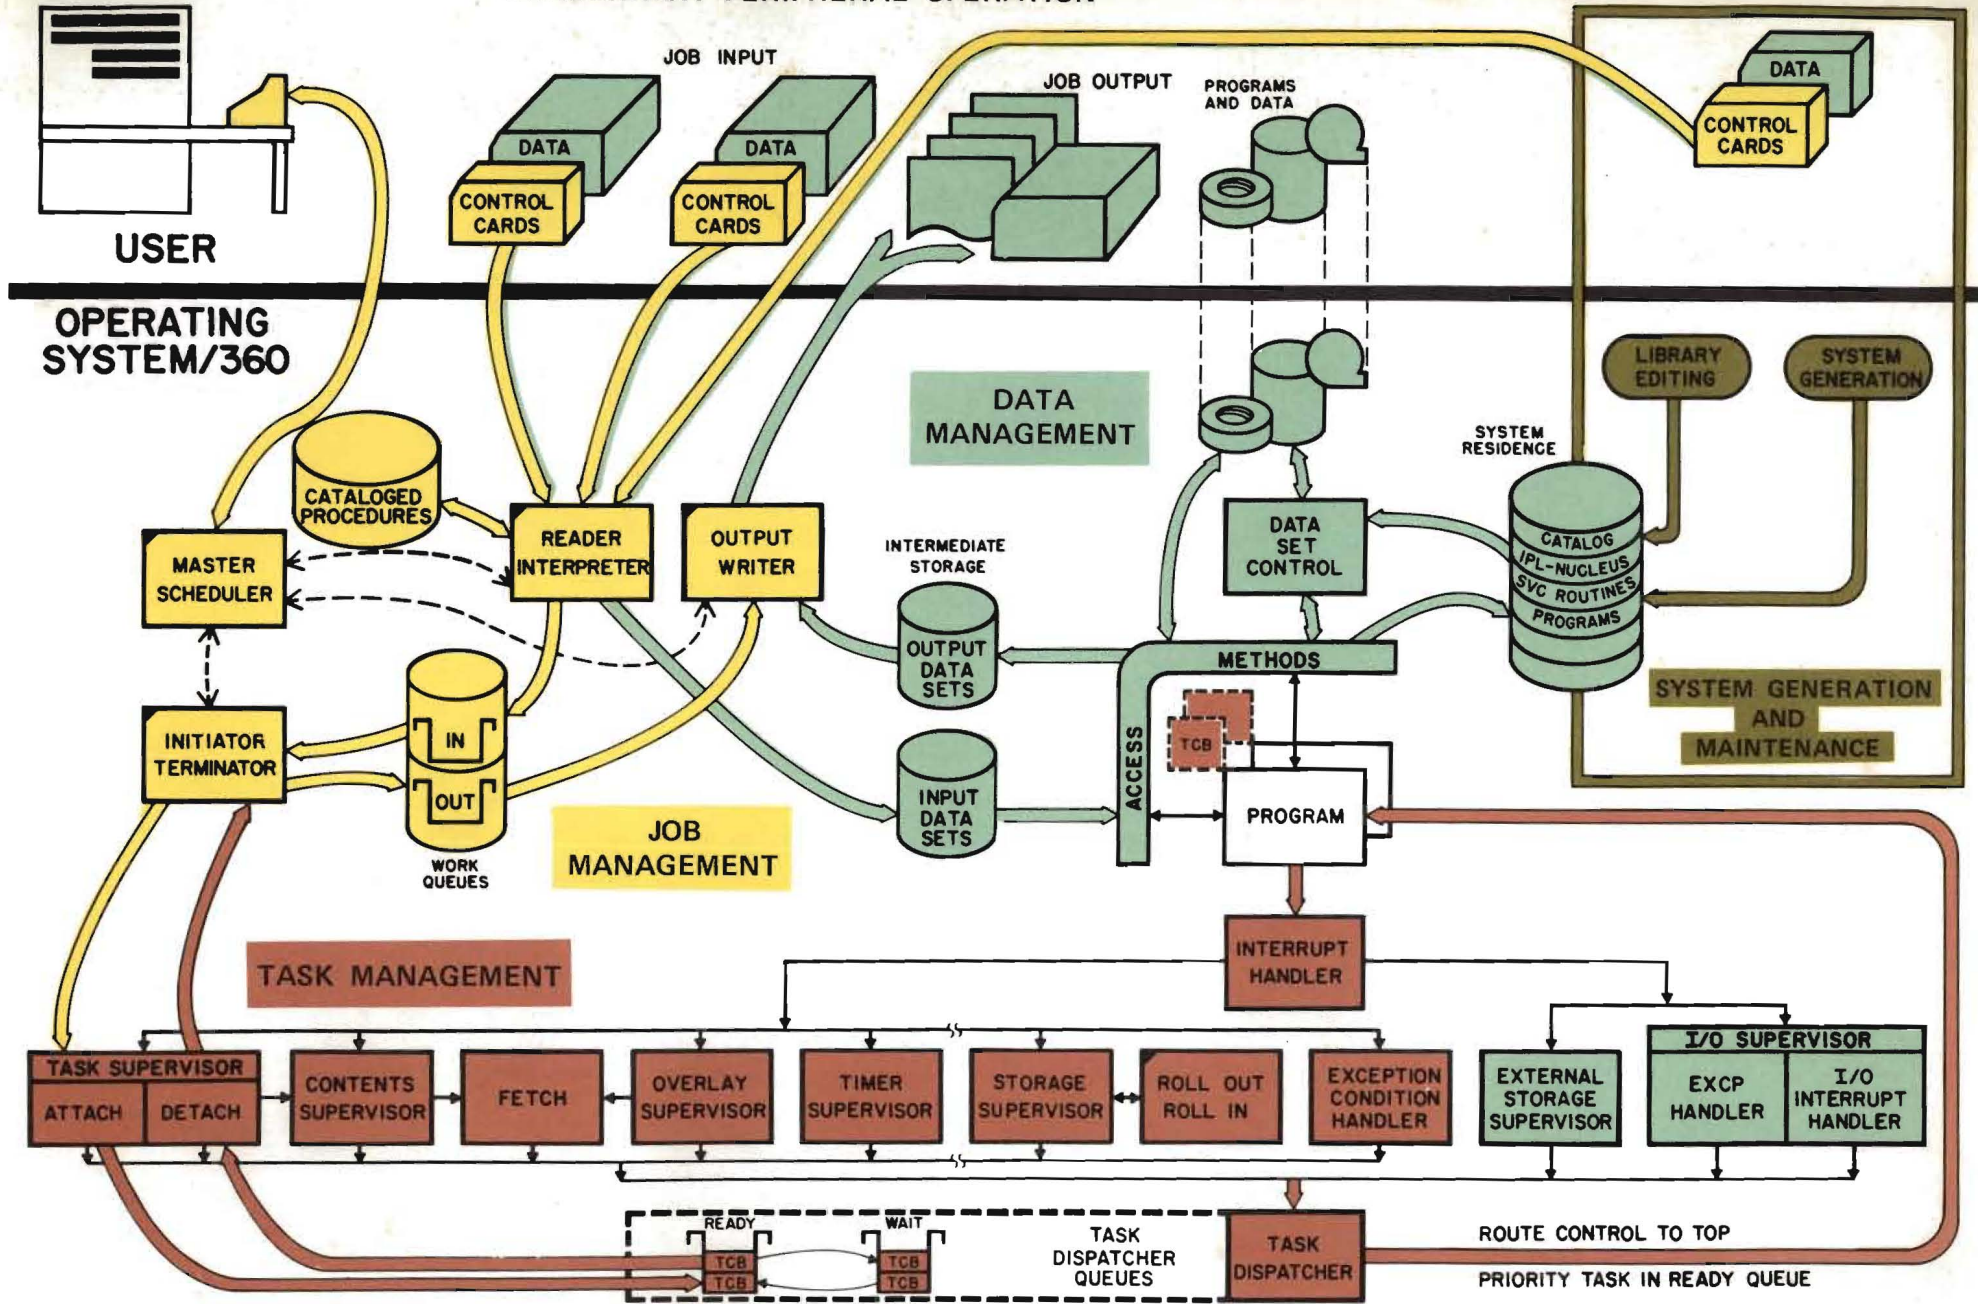 JOB INPUT
JOB OUTPUT
PROGRAMS
AND DATA
DATA
CONTROL
CARDS
DATA
CONTROL
CARDS
DATA
CONTROL
CARDS
USER
OPERATING
SYSTEM/360
LIBRARY
EDITING
SYSTEM
GENERATION
DATA
MANAGEMENT
SYSTEM
RESIDENCE
CATALOGED
PROCEDURES
MASTER
SCHEDULER
READER
INTERPRETER
OUTPUT
WRITER
INTERMEDIATE
STORAGE
DATA
SET
CONTROL
CATALOG
IPL-NUCLEUS
SVC ROUTINES
PROGRAMS
OUTPUT
DATA
SETS
METHODS
ACCESS
SYSTEM GENERATION
AND
MAINTENANCE
INITIATOR
TERMINATOR
IN
OUT
WORK
QUEUES
JOB
MANAGEMENT
INPUT
DATA
SETS
TCB
PROGRAM
TASK MANAGEMENT
INTERRUPT
HANDLER
TASK SUPERVISOR
ATTACH
DETACH
CONTENTS
SUPERVISOR
FETCH
OVERLAY
SUPERVISOR
TIMER
SUPERVISOR
STORAGE
SUPERVISOR
ROLL OUT
ROLL IN
EXCEPTION
CONDITION
HANDLER
EXTERNAL
STORAGE
SUPERVISOR
I/O SUPERVISOR
EXCP
HANDLER
I/O
INTERRUPT
HANDLER
READY
TCB
TCB
WAIT
TCB
TCB
TASK
DISPATCHER
QUEUES
TASK
DISPATCHER
ROUTE CONTROL TO TOP
PRIORITY TASK IN READY QUEUE